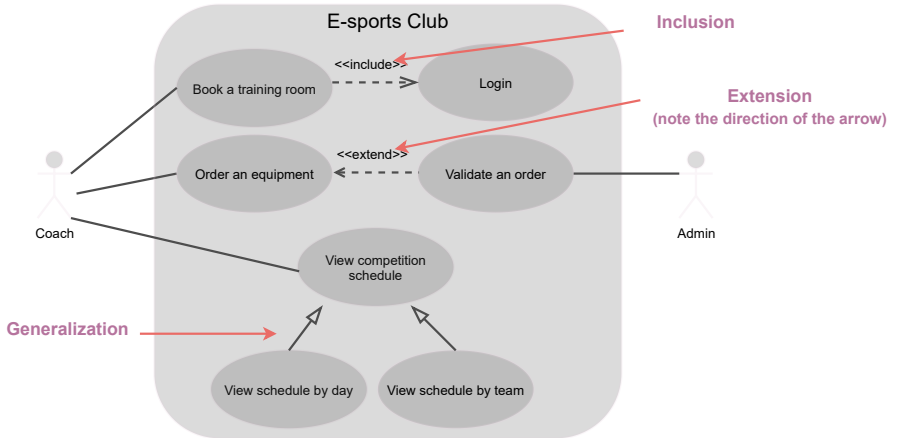 E-sports Club
Inclusion
<<include>>
Book a training room
Login
Extension
(note the direction of the arrow)
<<extend>>
Order an equipment
Validate an order
Coach
Admin
View competition
schedule
Generalization
View schedule by day
View schedule by team